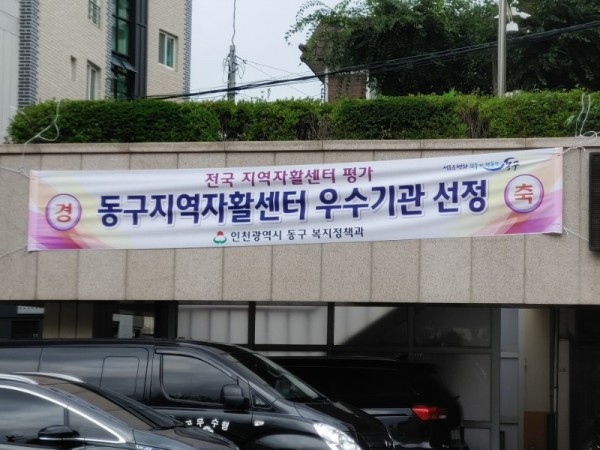 전국 지역자활센터 평가
경 동구지역자활센터 우수기관 선정 축
인천광역시 동구 복지정책과
동구